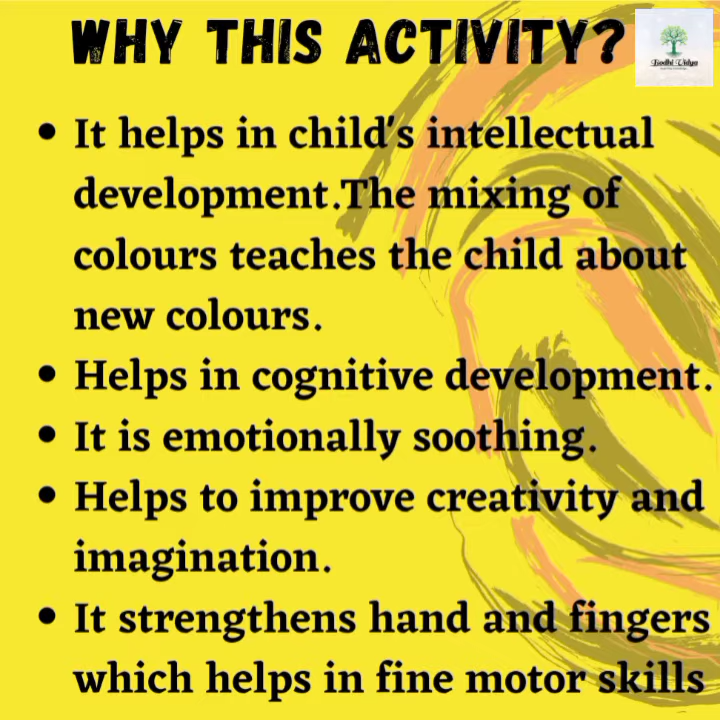 WHY THIS ACTIVITY?
Bodhi Vidya
It helps in child's intellectual
development.The mixing of
colours teaches the child about
new colours.
Helps in cognitive development.
It is emotionally soothing.
Helps to improve creativity and
imagination.
It strengthens hand and fingers
which helps in fine motor skills